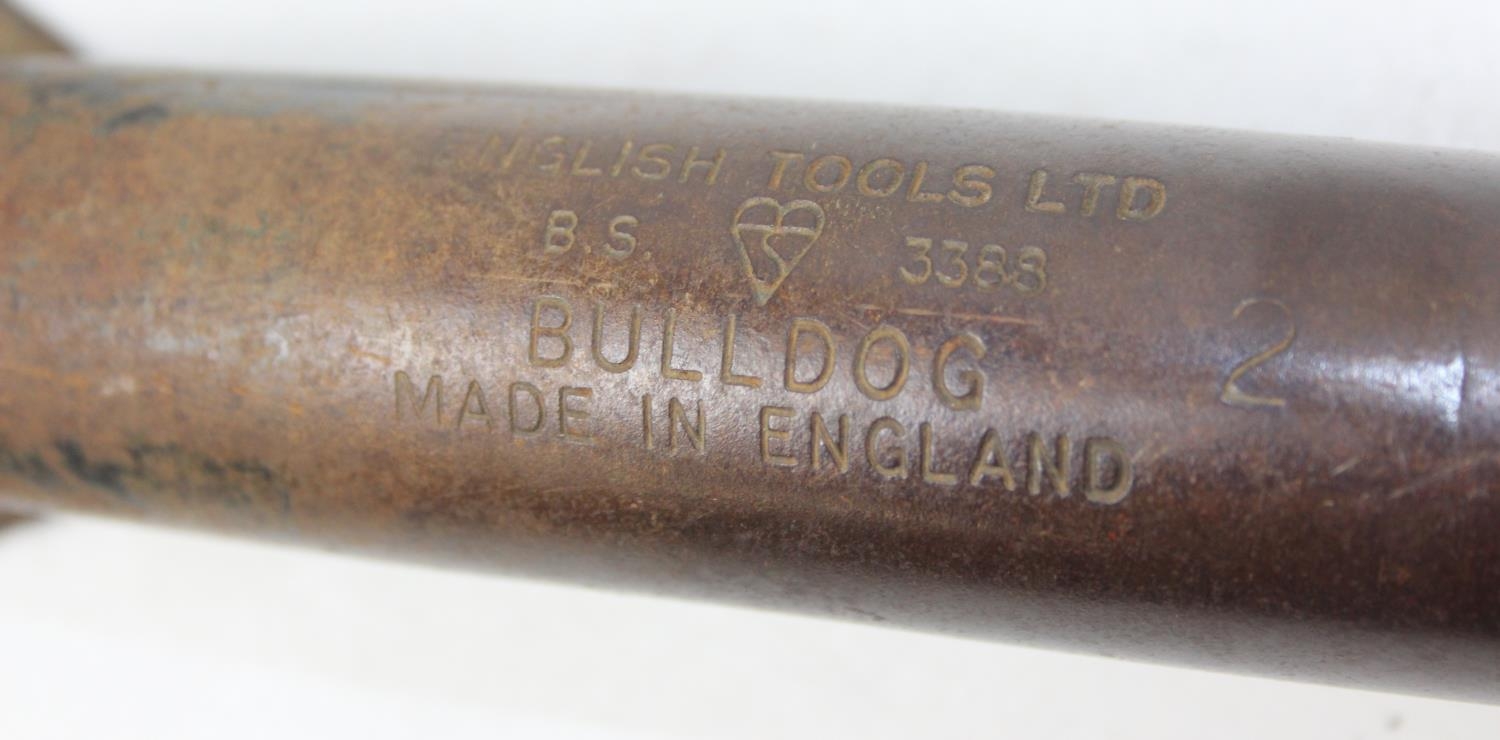 NGLISH TOOLS LTD
B S 3388
BULLDOG 2
MADE IN ENGLAND